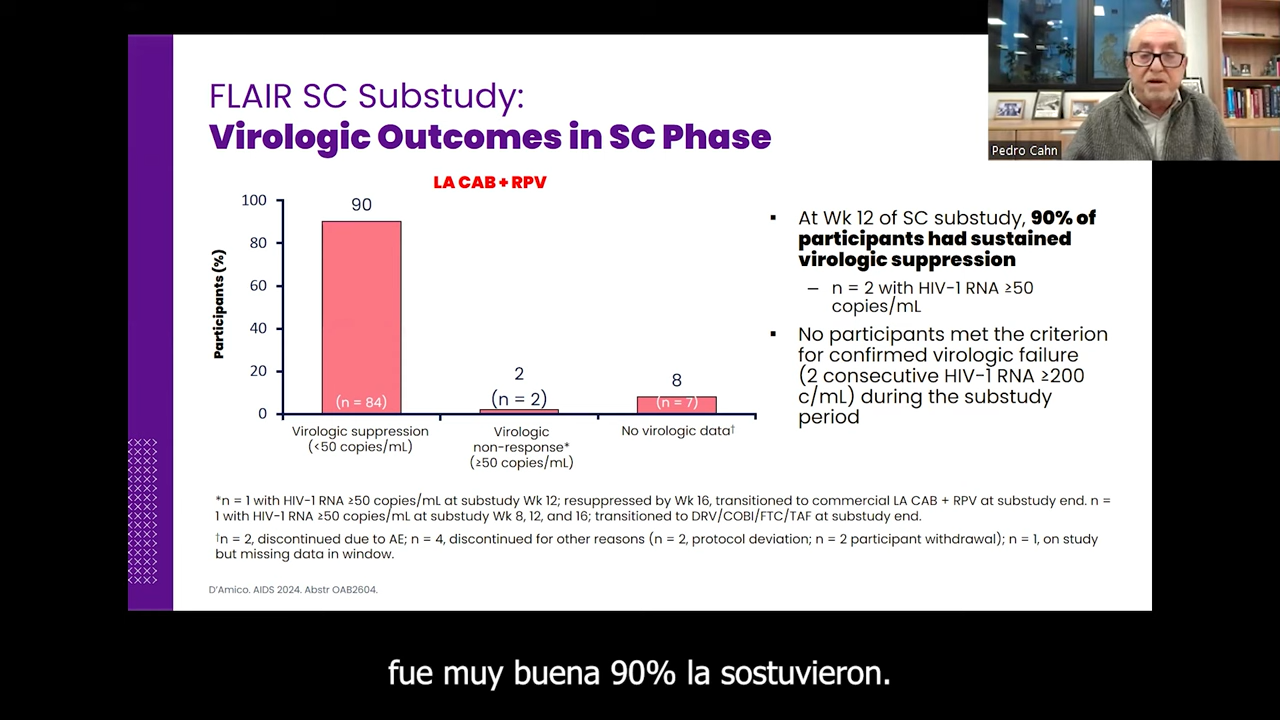 FLAIR SC Substudy:
Virologic Outcomes in SC Phase
Pedro Cahn
LA CAB + RPV
Participants (%)
100
80
60
40
20
0
90
(n = 84)
2
(n = 2)
8
(n = 7)
Virologic suppression
(<50 copies/mL)
Virologic
non-response*
(≥50 copies/mL)
No virologic data†
▪ At Wk 12 of SC substudy, 90% of
participants had sustained
virologic suppression
– n = 2 with HIV-1 RNA ≥50
copies/mL
▪ No participants met the criterion
for confirmed virologic failure
(2 consecutive HIV-1 RNA ≥200
c/mL) during the substudy
period
*n = 1 with HIV-1 RNA ≥50 copies/mL at substudy Wk 12; resuppressed by Wk 16, transitioned to commercial LA CAB + RPV at substudy end. n =
1 with HIV-1 RNA ≥50 copies/mL at substudy Wk 8, 12, and 16; transitioned to DRV/COBI/FTC/TAF at substudy end.
†n = 2, discontinued due to AE; n = 4, discontinued for other reasons (n = 2, protocol deviation; n = 2 participant withdrawal); n = 1, on study
but missing data in window.
D'Amico. AIDS 2024. Abstr OAB2604.
fue muy buena 90% la sostuvieron.